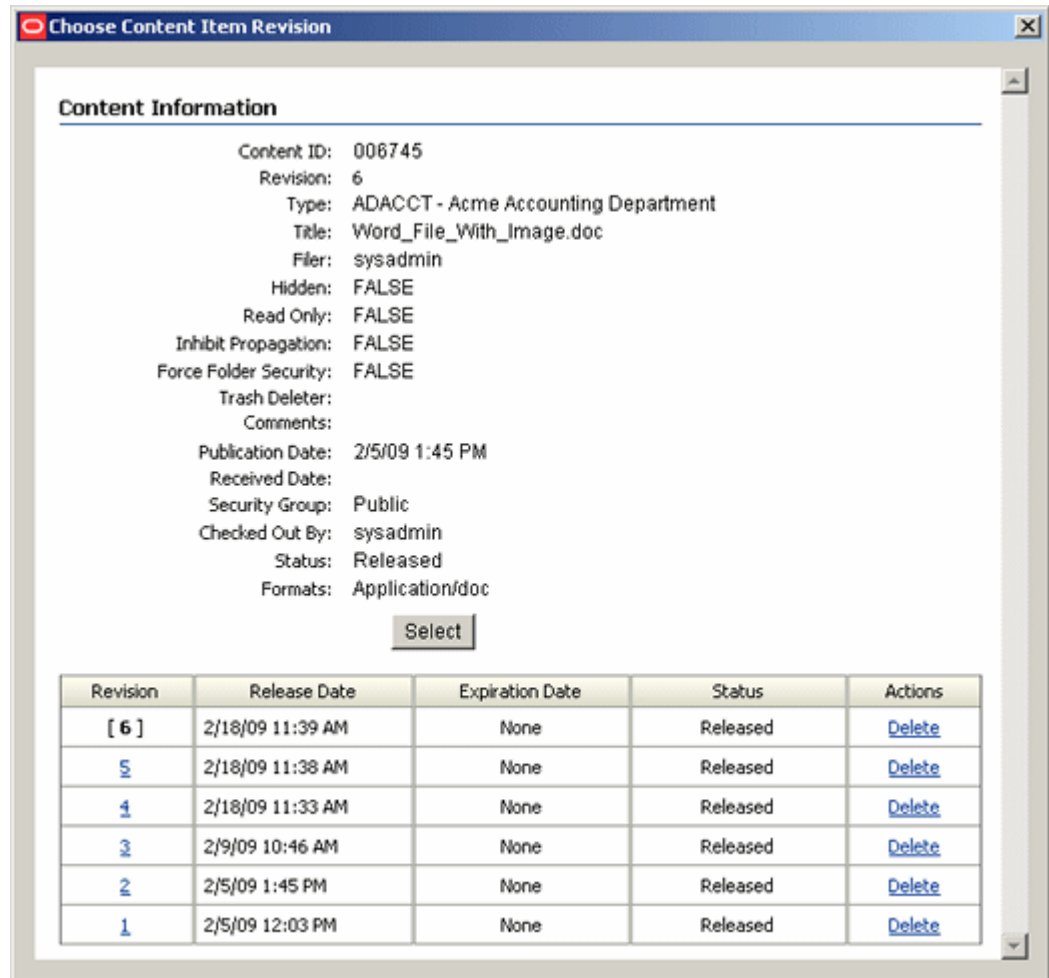 Choose Content Item Revision
Content Information
Content ID: 006745
Revision: 6
Type: ADACCT - Acme Accounting Department
Title: Word_File_With_Image.doc
Filer: sysadmin
Hidden: FALSE
Read Only: FALSE
Inhibit Propagation: FALSE
Force Folder Security: FALSE
Trash Deleter:
Comments:
Publication Date: 2/5/09 1:45 PM
Received Date:
Security Group: Public
Checked Out By: sysadmin
Status: Released
Formats: Application/doc
Select
Revision Release Date Expiration Date Status Actions
[ 6 ] 2/18/09 11:39 AM None Released Delete
5 2/18/09 11:38 AM None Released Delete
4 2/18/09 11:33 AM None Released Delete
3 2/9/09 10:46 AM None Released Delete
2 2/5/09 1:45 PM None Released Delete
1 2/5/09 12:03 PM None Released Delete